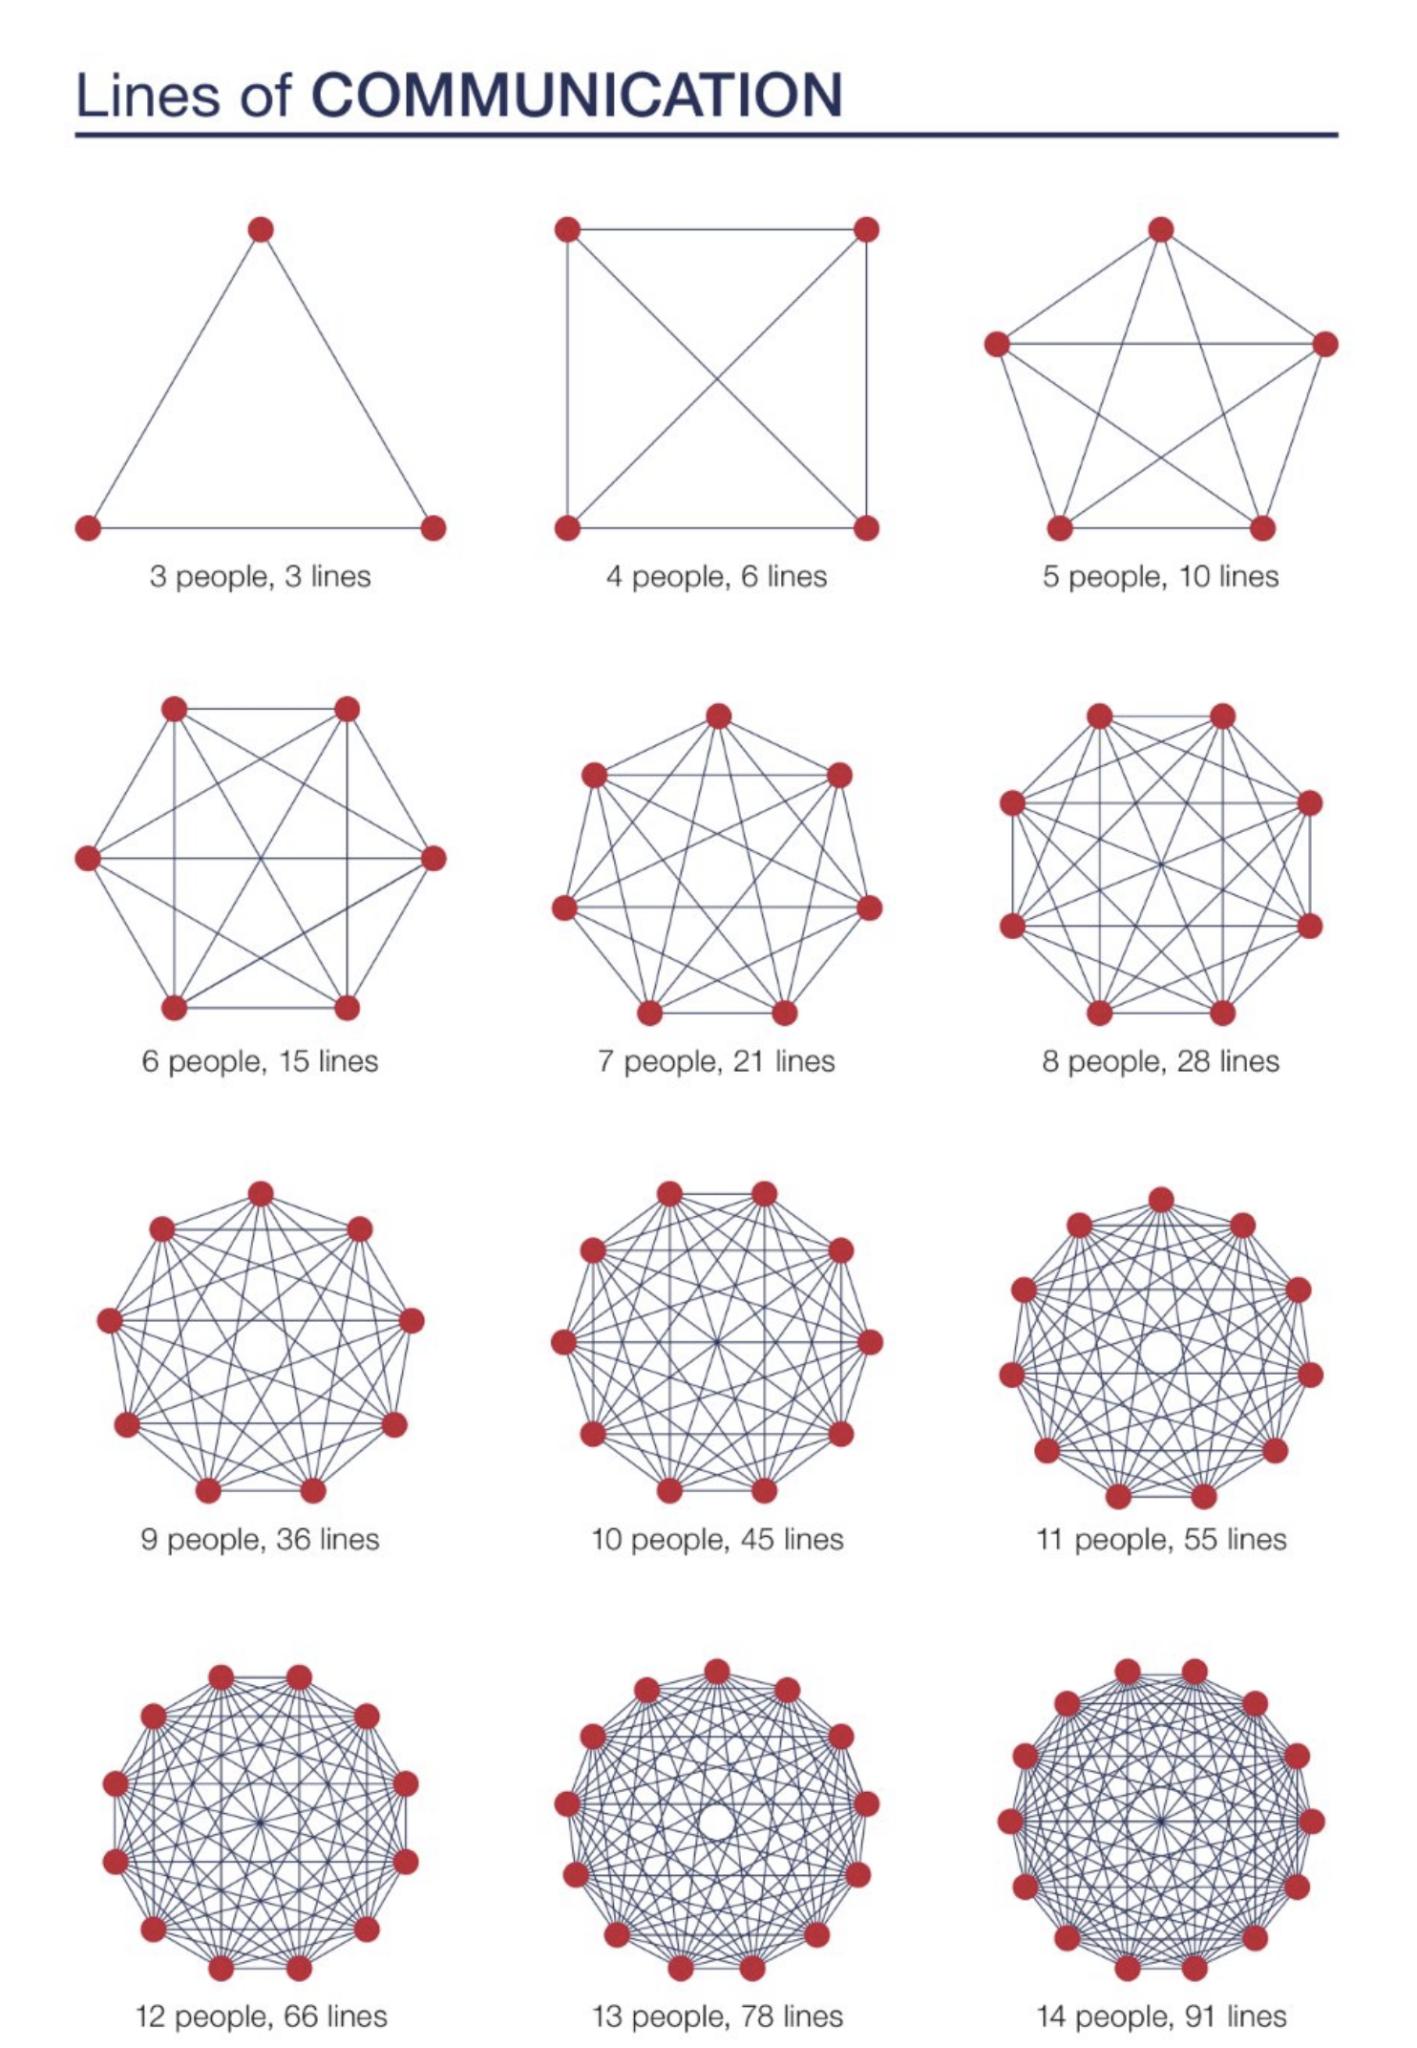 Lines of COMMUNICATION
3 people, 3 lines
4 people, 6 lines
5 people, 10 lines
6 people, 15 lines
7 people, 21 lines
8 people, 28 lines
9 people, 36 lines
10 people, 45 lines
11 people, 55 lines
12 people, 66 lines
13 people, 78 lines
14 people, 91 lines